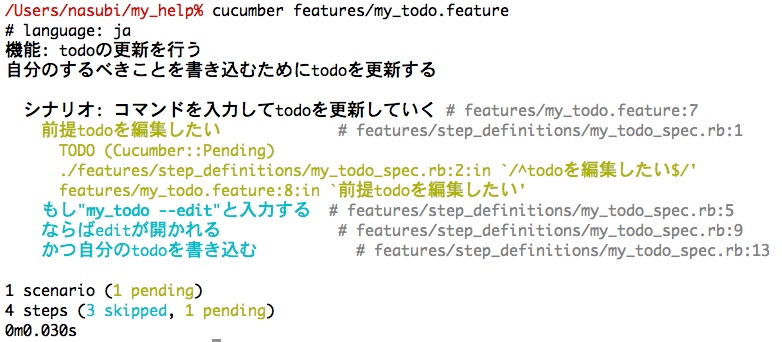 /Users/nasubi/my_help% cucumber features/my_todo.feature
# language: ja
機能: todoの更新を行う
自分のするべきことを書き込むためにtodoを更新する
シナリオ: コマンドを入力してtodoを更新していく # features/my_todo.feature:7
前提todoを編集したい # features/step_definitions/my_todo_spec.rb:1
TODO (Cucumber::Pending)
./features/step_definitions/my_todo_spec.rb:2:in `/^todoを編集したい$/'
features/my_todo.feature:8:in `前提todoを編集したい'
もし"my_todo --edit"と入力する # features/step_definitions/my_todo_spec.rb:5
ならばeditが開かれる # features/step_definitions/my_todo_spec.rb:9
かつ自分のtodoを書き込む # features/step_definitions/my_todo_spec.rb:13
1 scenario (1 pending)
4 steps (3 skipped, 1 pending)
0m0.030s